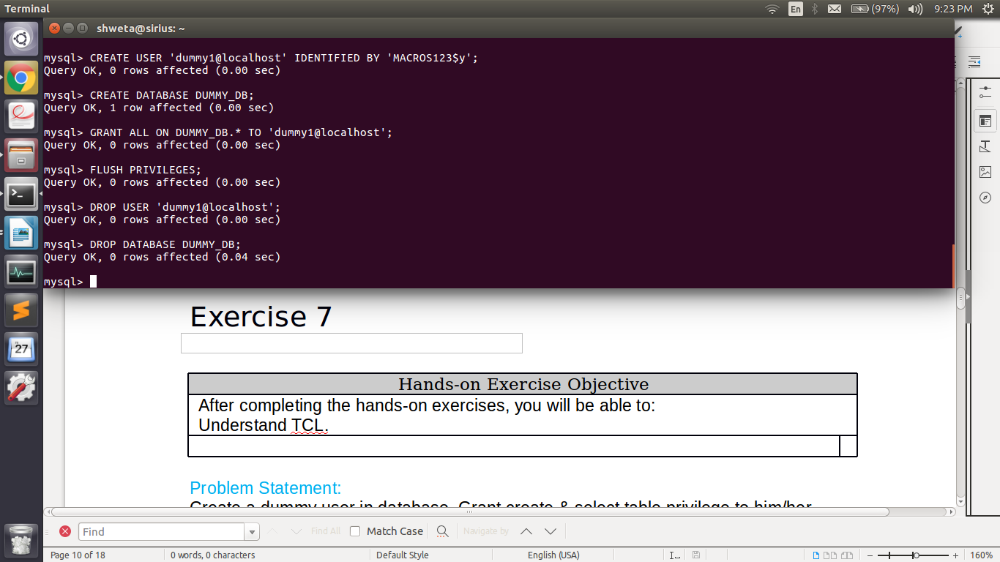 Terminal
En
(97%)
9:23 PM
shweta@sirius: ~
mysql> CREATE USER 'dummy1@localhost' IDENTIFIED BY 'MACROS123$y';
Query OK, 0 rows affected (0.00 sec)
mysql> CREATE DATABASE DUMMY_DB;
Query OK, 1 row affected (0.00 sec)
mysql> GRANT ALL ON DUMMY_DB.* TO 'dummy1@localhost';
Query OK, 0 rows affected (0.00 sec)
mysql> FLUSH PRIVILEGES;
Query OK, 0 rows affected (0.00 sec)
mysql> DROP USER 'dummy1@localhost';
Query OK, 0 rows affected (0.00 sec)
mysql> DROP DATABASE DUMMY_DB;
Query OK, 0 rows affected (0.04 sec)
mysql>
27
Exercise 7
Hands-on Exercise Objective
After completing the hands-on exercises, you will be able to:
Understand TCL.
Problem Statement:
Create a dummy user in database. Grant create & select table privilege to him/her
Find
Find All
Match Case
Navigate by
Page 10 of 18
0 words, 0 characters
Default Style
English (USA)
160%